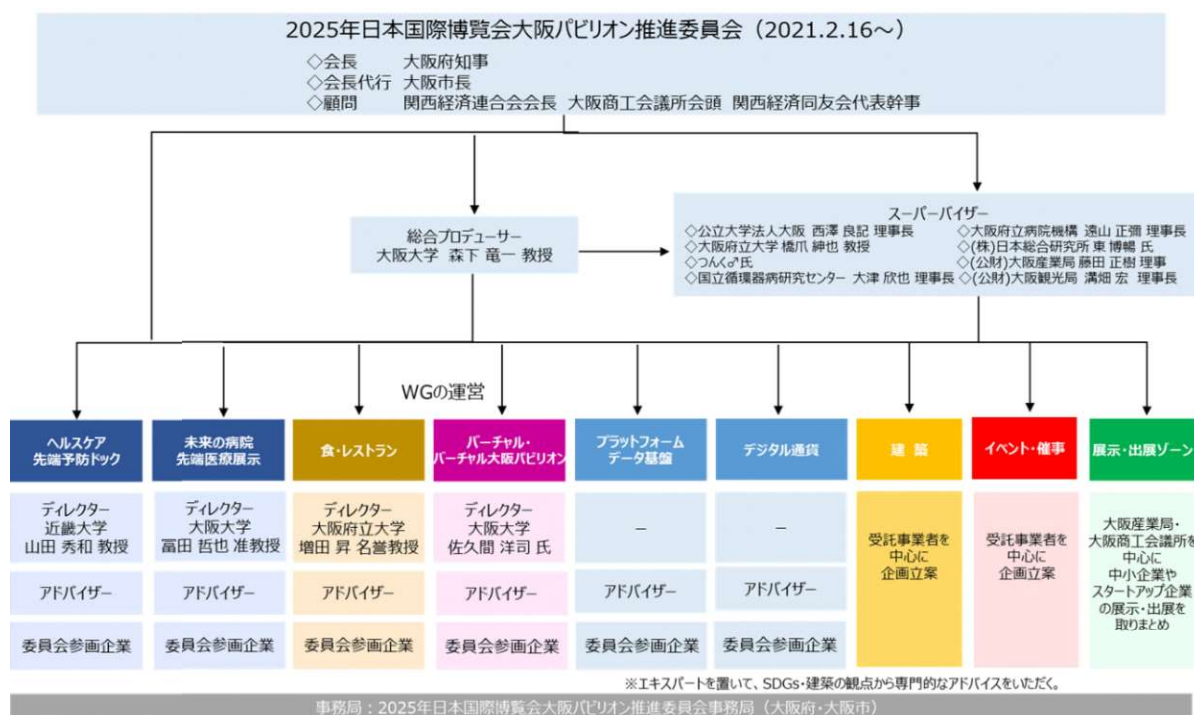 2025年日本国際博覧会大阪パビリオン推進委員会（2021.2.16～）
◇会長 大阪府知事
◇会長代行 大阪市長
◇顧問 関西経済連合会会長 大阪商工会議所会頭 関西経済同友会代表幹事
総合プロデューサー
大阪大学 森下 竜一 教授
スーパーバイザー
◇公立大学法人大阪 西澤 良記 理事長 ◇大阪府立病院機構 遠山 正彌 理事長
◇大阪府立大学 橋爪 紳也 教授 ◇(株)日本総合研究所 東 博暢 氏
◇つんく♂氏 ◇(公財)大阪産業局 藤田 正樹 理事
◇国立循環器病研究センター 大津 欣也 理事長 ◇(公財)大阪観光局 溝畑 宏 理事長
WGの運営
ヘルスケア
先端予防ドック
ディレクター
近畿大学
山田 秀和 教授
アドバイザー
委員会参画企業
未来の病院
先端医療展示
ディレクター
大阪大学
冨田 哲也 准教授
アドバイザー
委員会参画企業
食・レストラン
ディレクター
大阪府立大学
増田 昇 名誉教授
アドバイザー
委員会参画企業
バーチャル・
バーチャル大阪パビリオン
ディレクター
大阪大学
佐久間 洋司 氏
アドバイザー
委員会参画企業
プラットフォーム
データ基盤
－
アドバイザー
委員会参画企業
デジタル通貨
－
アドバイザー
委員会参画企業
建 築
受託事業者を
中心に
企画立案
イベント・催事
受託事業者を
中心に
企画立案
展示・出展ゾーン
大阪産業局・
大阪商工会議所を
中心に
中小企業や
スタートアップ企業
の展示・出展を
取りまとめ
※エキスパートを置いて、SDGs・建築の観点から専門的なアドバイスをいただく。
事務局：2025年日本国際博覧会大阪パビリオン推進委員会事務局（大阪府・大阪市）